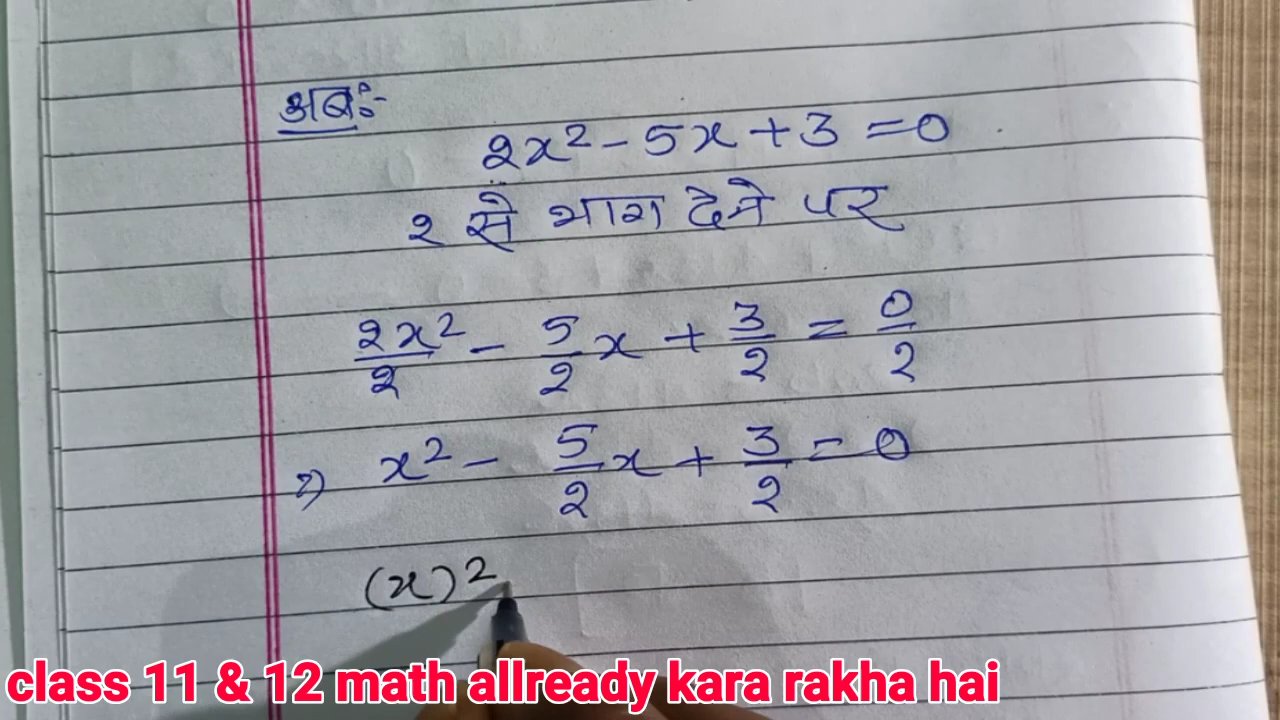 अब:-
2x² - 5x + 3 = 0
2 से भाग देने पर
2x²/2 - 5/2 x + 3/2 = 0/2
⇒ x² - 5/2 x + 3/2 = 0
(x)²
class 11 & 12 math allready kara rakha hai